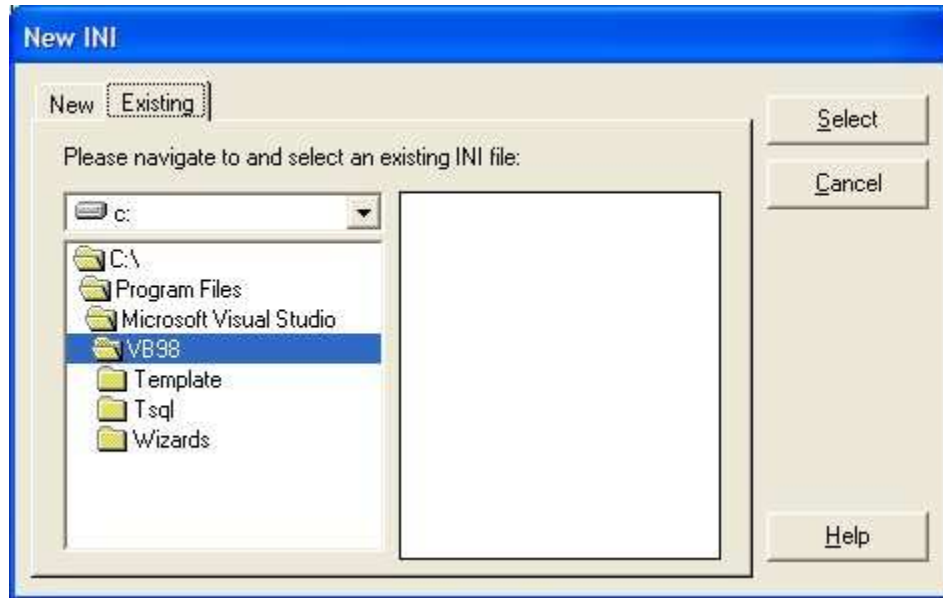 New INI
New Existing
Please navigate to and select an existing INI file:
c:
C:\
Program Files
Microsoft Visual Studio
VB98
Template
Tsql
Wizards
Select
Cancel
Help